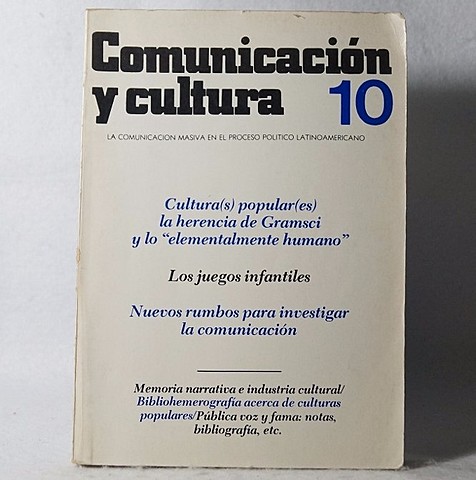 Comunicación
y cultura 10
LA COMUNICACION MASIVA EN EL PROCESO POLITICO LATINOAMERICANO
Cultura(s) popular(es)
la herencia de Gramsci
y lo "elementalmente humano"
Los juegos infantiles
Nuevos rumbos para investigar
la comunicación
Memoria narrativa e industria cultural/
Bibliohemerografía acerca de culturas
populares/Pública voz y fama: notas,
bibliografía, etc.